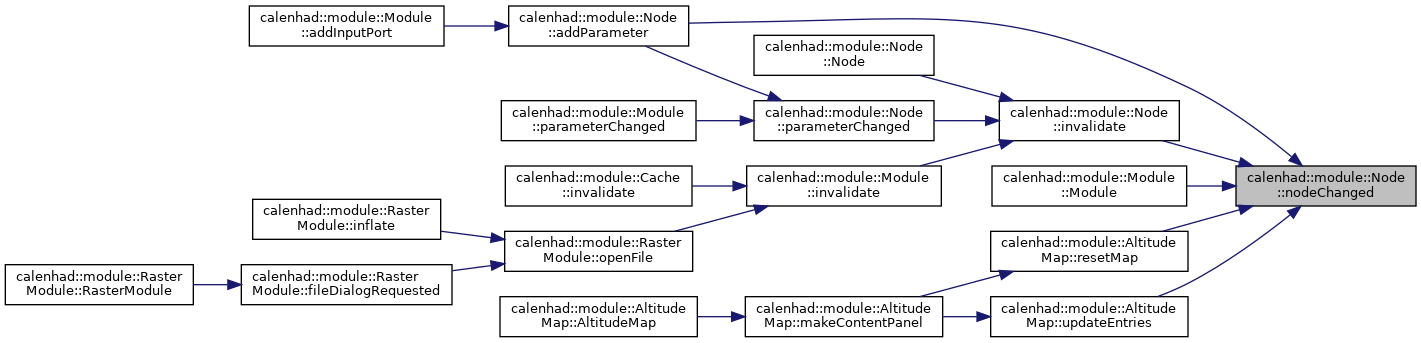 calenhad::module::Module
::addInputPort
calenhad::module::Node
::addParameter
calenhad::module::Node
::Node
calenhad::module::Module
::parameterChanged
calenhad::module::Node
::parameterChanged
calenhad::module::Node
::invalidate
calenhad::module::Cache
::invalidate
calenhad::module::Module
::invalidate
calenhad::module::Module
::Module
calenhad::module::Node
::nodeChanged
calenhad::module::Raster
Module::inflate
calenhad::module::Raster
Module::openFile
calenhad::module::Altitude
Map::resetMap
calenhad::module::Raster
Module::RasterModule
calenhad::module::Raster
Module::fileDialogRequested
calenhad::module::Altitude
Map::AltitudeMap
calenhad::module::Altitude
Map::makeContentPanel
calenhad::module::Altitude
Map::updateEntries